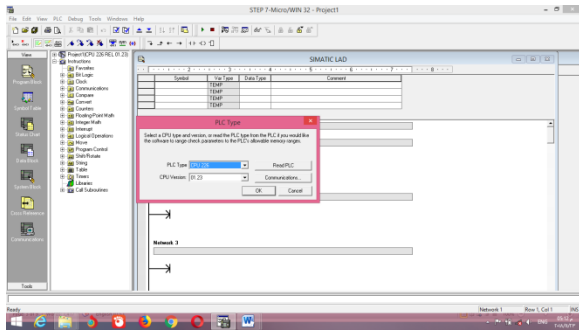 STEP 7-Micro/WIN 32 - Project1
File Edit View PLC Debug Tools Windows Help
View
Program Block
Symbol Table
Status Chart
Data Block
System Block
Cross Reference
Communications
Tools
Project1(CPU 226 REL 01.23)
Instructions
Favorites
Bit Logic
Clock
Communications
Compare
Convert
Counters
Floating-Point Math
Integer Math
Interrupt
Logical Operations
Move
Program Control
Shift/Rotate
String
Table
Timers
Libraries
Call Subroutines
SIMATIC LAD
Symbol Var Type Data Type Comment
TEMP
TEMP
TEMP
TEMP
PLC Type
Select a CPU type and version, or read the PLC type from the PLC if you would like
the software to range check parameters to the PLC's allowable memory ranges.
PLC Type CPU 226 Read PLC
CPU Version: 01.23 Communications...
OK Cancel
Network 3
Ready Network 1 Row 1, Col 1 INS
ENG